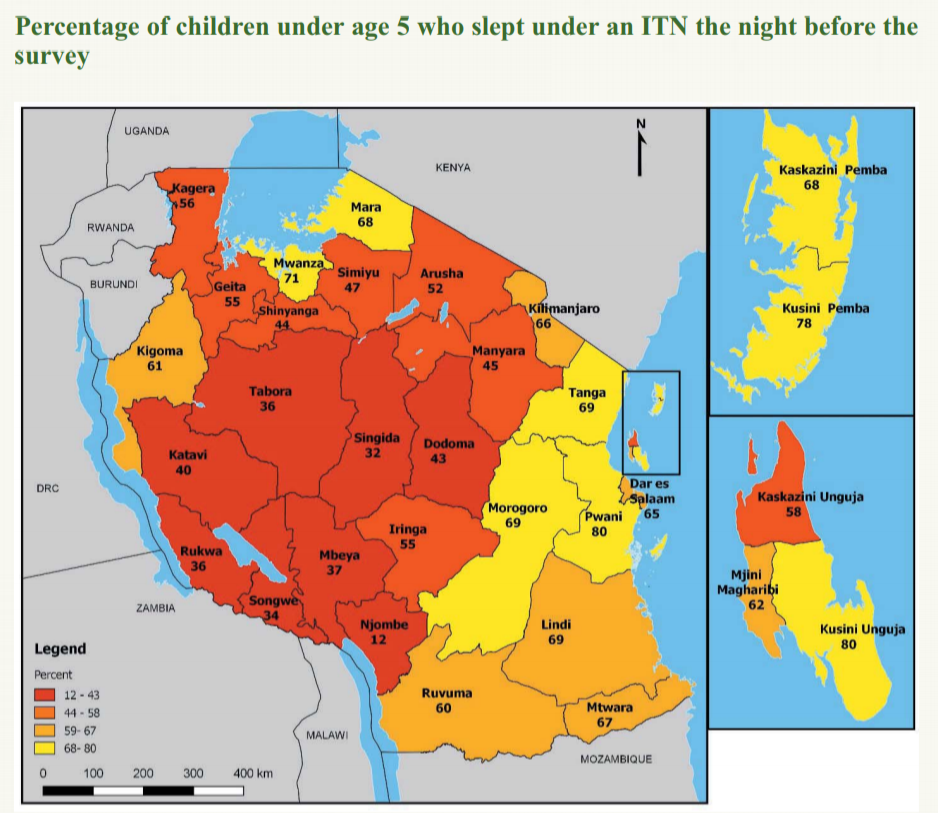 Percentage of children under age 5 who slept under an ITN the night before the
survey
UGANDA
KENYA
RWANDA
BURUNDI
DRC
ZAMBIA
MALAWI
MOZAMBIQUE
N
Kagera
56
Mara
68
Mwanza
71
Simiyu
47
Arusha
52
Geita
55
Shinyanga
44
Kilimanjaro
66
Kigoma
61
Manyara
45
Tabora
36
Tanga
69
Singida
32
Dodoma
43
Katavi
40
Dar es
Salaam
65
Morogoro
69
Pwani
80
Iringa
55
Rukwa
36
Mbeya
37
Songwe
34
Njombe
12
Lindi
69
Ruvuma
60
Mtwara
67
Legend
Percent
12 - 43
44 - 58
59- 67
68- 80
0 100 200 300 400 km
Kaskazini Pemba
68
Kusini Pemba
78
Kaskazini Unguja
58
Mjini
Magharibi
62
Kusini Unguja
80